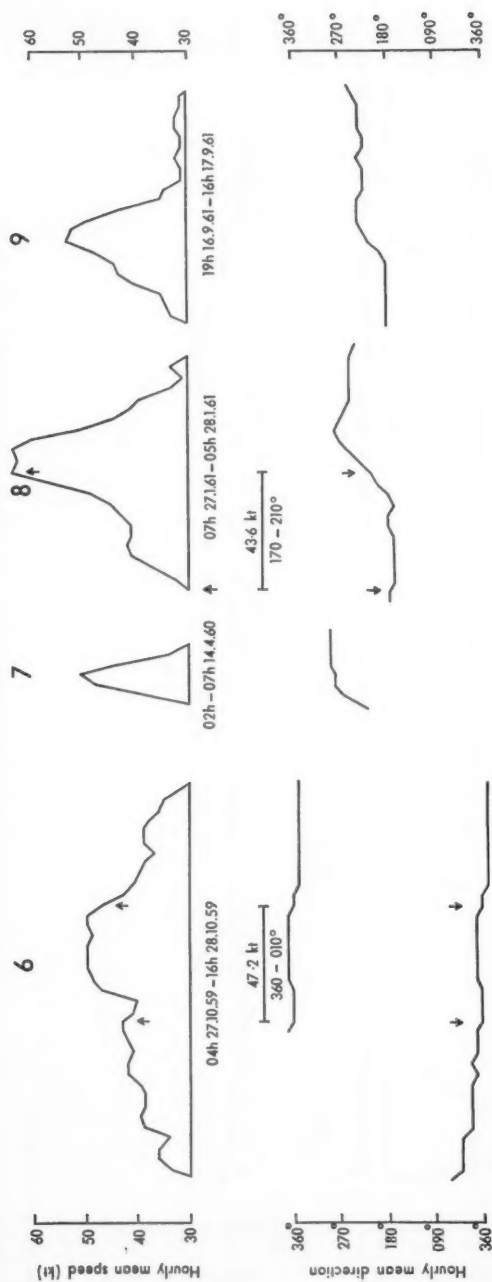 Hourly mean speed (kt)
60
50
40
30
6
7
8
9
60
50
40
30
04h 27.10.59 – 16h 28.10.59
02h – 07h 14.4.60
07h 27.1.61 – 05h 28.1.61
19h 16.9.61 – 16h 17.9.61
47·2 kt
360 – 010°
43·6 kt
170 – 210°
Hourly mean direction
360°
270°
180°
090°
360°
360°
270°
180°
090°
360°